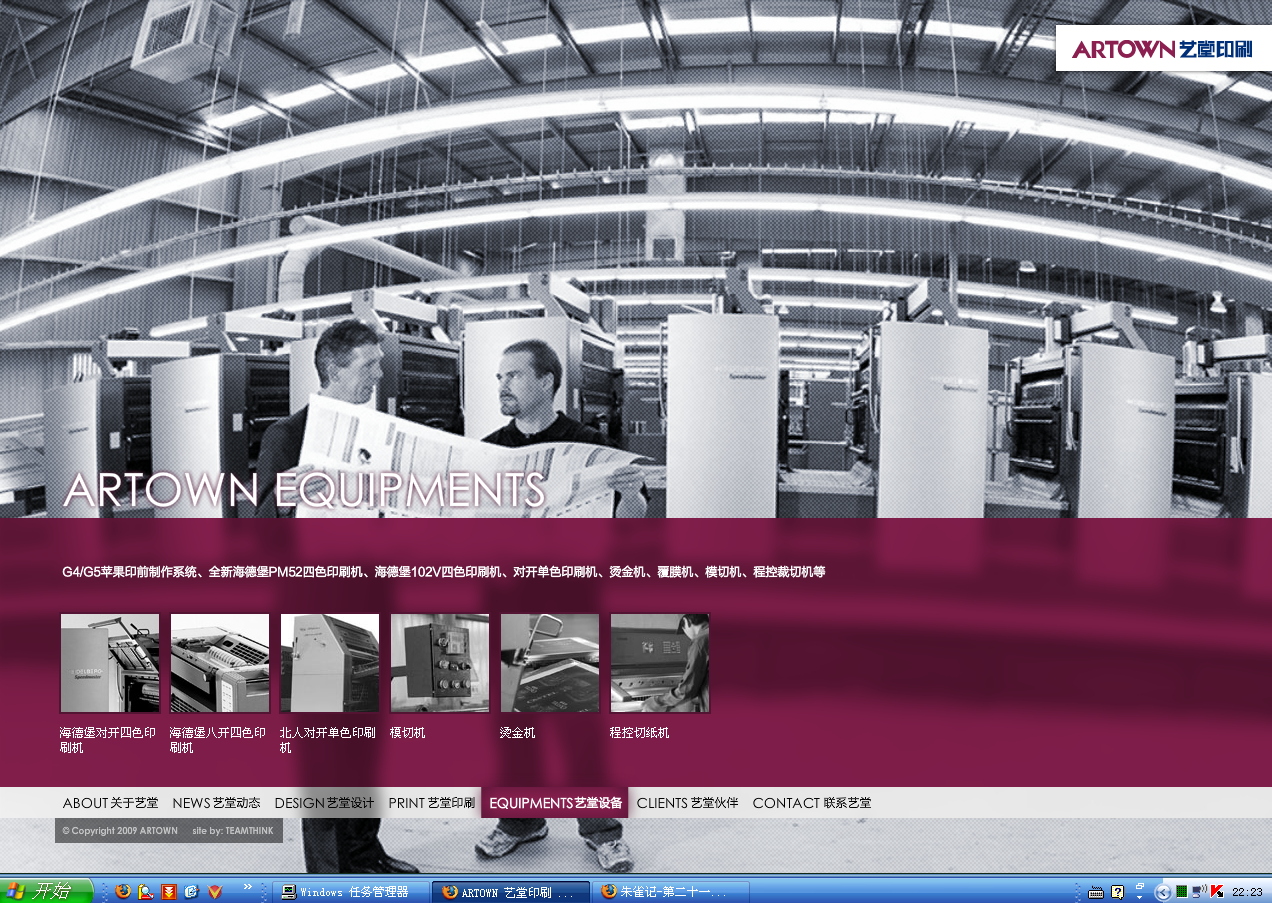 ARTOWN 艺堂印刷
Speedmaster
ARTOWN EQUIPMENTS
G4/G5苹果印前制作系统、全新海德堡PM52四色印刷机、海德堡102V四色印刷机、对开单色印刷机、烫金机、覆膜机、模切机、程控裁切机等
海德堡对开四色印
刷机
海德堡八开四色印
刷机
北人对开单色印刷
机
模切机
烫金机
程控切纸机
ABOUT 关于艺堂 NEWS 艺堂动态 DESIGN 艺堂设计 PRINT 艺堂印刷 EQUIPMENTS 艺堂设备 CLIENTS 艺堂伙伴 CONTACT 联系艺堂
© Copyright 2009 ARTOWN site by: TEAMTHINK
开始 Windows 任务管理器 ARTOWN 艺堂印刷 ... 朱雀记-第二十一... 22:23